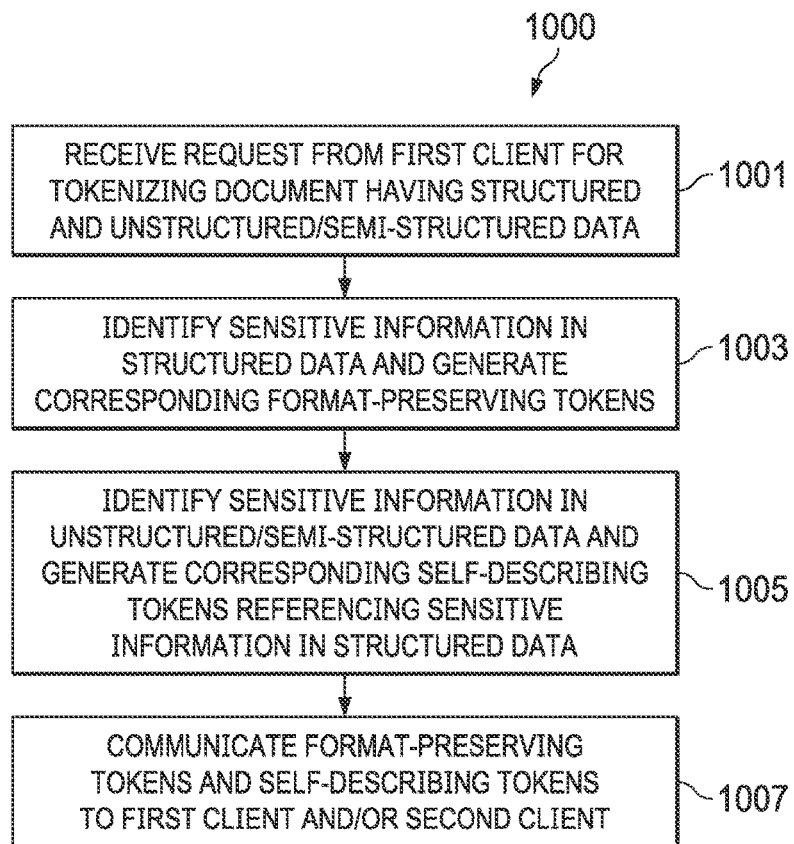 1000
RECEIVE REQUEST FROM FIRST CLIENT FOR
TOKENIZING DOCUMENT HAVING STRUCTURED
AND UNSTRUCTURED/SEMI-STRUCTURED DATA
1001
IDENTIFY SENSITIVE INFORMATION IN
STRUCTURED DATA AND GENERATE
CORRESPONDING FORMAT-PRESERVING TOKENS
1003
IDENTIFY SENSITIVE INFORMATION IN
UNSTRUCTURED/SEMI-STRUCTURED DATA AND
GENERATE CORRESPONDING SELF-DESCRIBING
TOKENS REFERENCING SENSITIVE
INFORMATION IN STRUCTURED DATA
1005
COMMUNICATE FORMAT-PRESERVING
TOKENS AND SELF-DESCRIBING TOKENS
TO FIRST CLIENT AND/OR SECOND CLIENT
1007